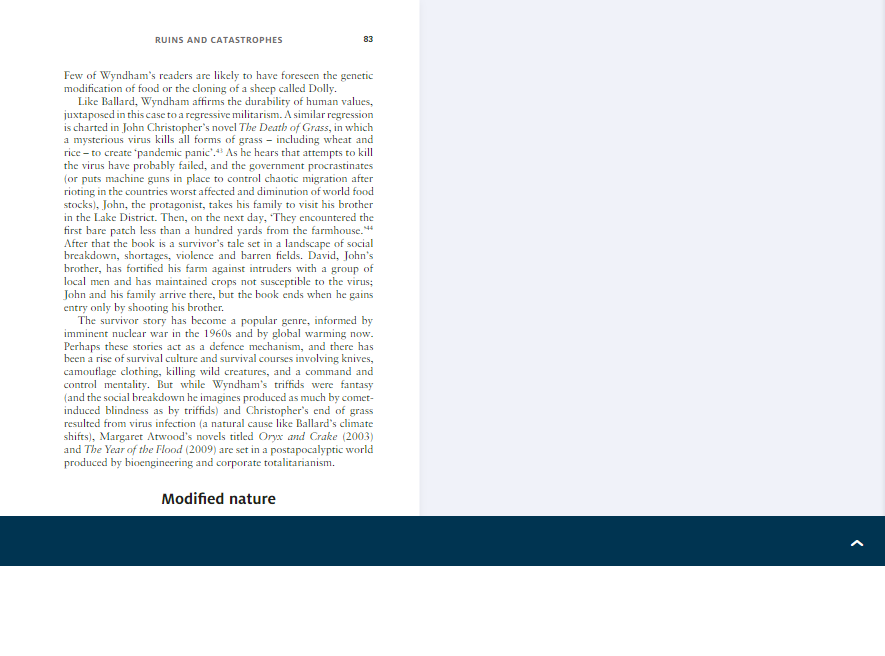 RUINS AND CATASTROPHES 83
Few of Wyndham's readers are likely to have foreseen the genetic
modification of food or the cloning of a sheep called Dolly.
Like Ballard, Wyndham affirms the durability of human values,
juxtaposed in this case to a regressive militarism. A similar regression
is charted in John Christopher's novel The Death of Grass, in which
a mysterious virus kills all forms of grass – including wheat and
rice – to create 'pandemic panic'.⁴³ As he hears that attempts to kill
the virus have probably failed, and the government procrastinates
(or puts machine guns in place to control chaotic migration after
rioting in the countries worst affected and diminution of world food
stocks), John, the protagonist, takes his family to visit his brother
in the Lake District. Then, on the next day, 'They encountered the
first bare patch less than a hundred yards from the farmhouse.'⁴⁴
After that the book is a survivor's tale set in a landscape of social
breakdown, shortages, violence and barren fields. David, John's
brother, has fortified his farm against intruders with a group of
local men and has maintained crops not susceptible to the virus;
John and his family arrive there, but the book ends when he gains
entry only by shooting his brother.
The survivor story has become a popular genre, informed by
imminent nuclear war in the 1960s and by global warming now.
Perhaps these stories act as a defence mechanism, and there has
been a rise of survival culture and survival courses involving knives,
camouflage clothing, killing wild creatures, and a command and
control mentality. But while Wyndham's triffids were fantasy
(and the social breakdown he imagines produced as much by comet-
induced blindness as by triffids) and Christopher's end of grass
resulted from virus infection (a natural cause like Ballard's climate
shifts), Margaret Atwood's novels titled Oryx and Crake (2003)
and The Year of the Flood (2009) are set in a postapocalyptic world
produced by bioengineering and corporate totalitarianism.
Modified nature